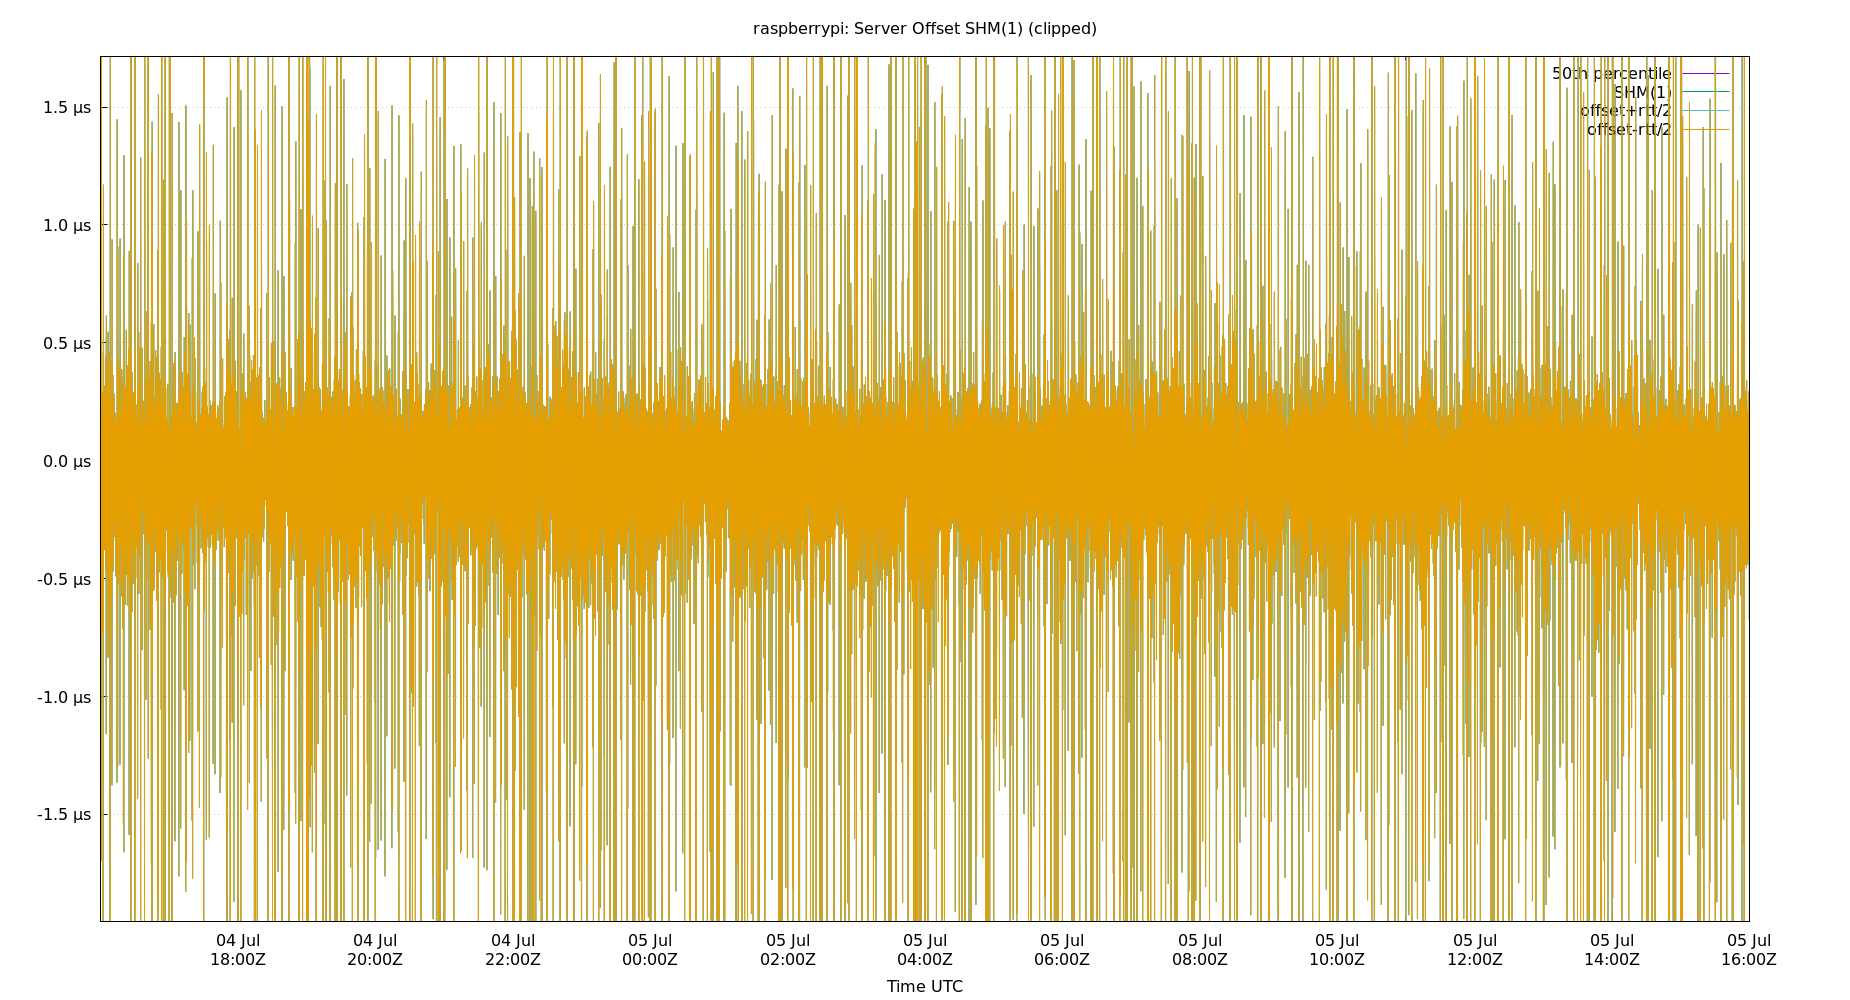 raspberrypi: Server Offset SHM(1) (clipped)
50th percentile
SHM(1)
offset+rtt/2
offset-rtt/2
1.5 µs
1.0 µs
0.5 µs
0.0 µs
-0.5 µs
-1.0 µs
-1.5 µs
04 Jul 04 Jul 04 Jul 05 Jul 05 Jul 05 Jul 05 Jul 05 Jul 05 Jul 05 Jul 05 Jul 05 Jul
18:00Z 20:00Z 22:00Z 00:00Z 02:00Z 04:00Z 06:00Z 08:00Z 10:00Z 12:00Z 14:00Z 16:00Z
Time UTC